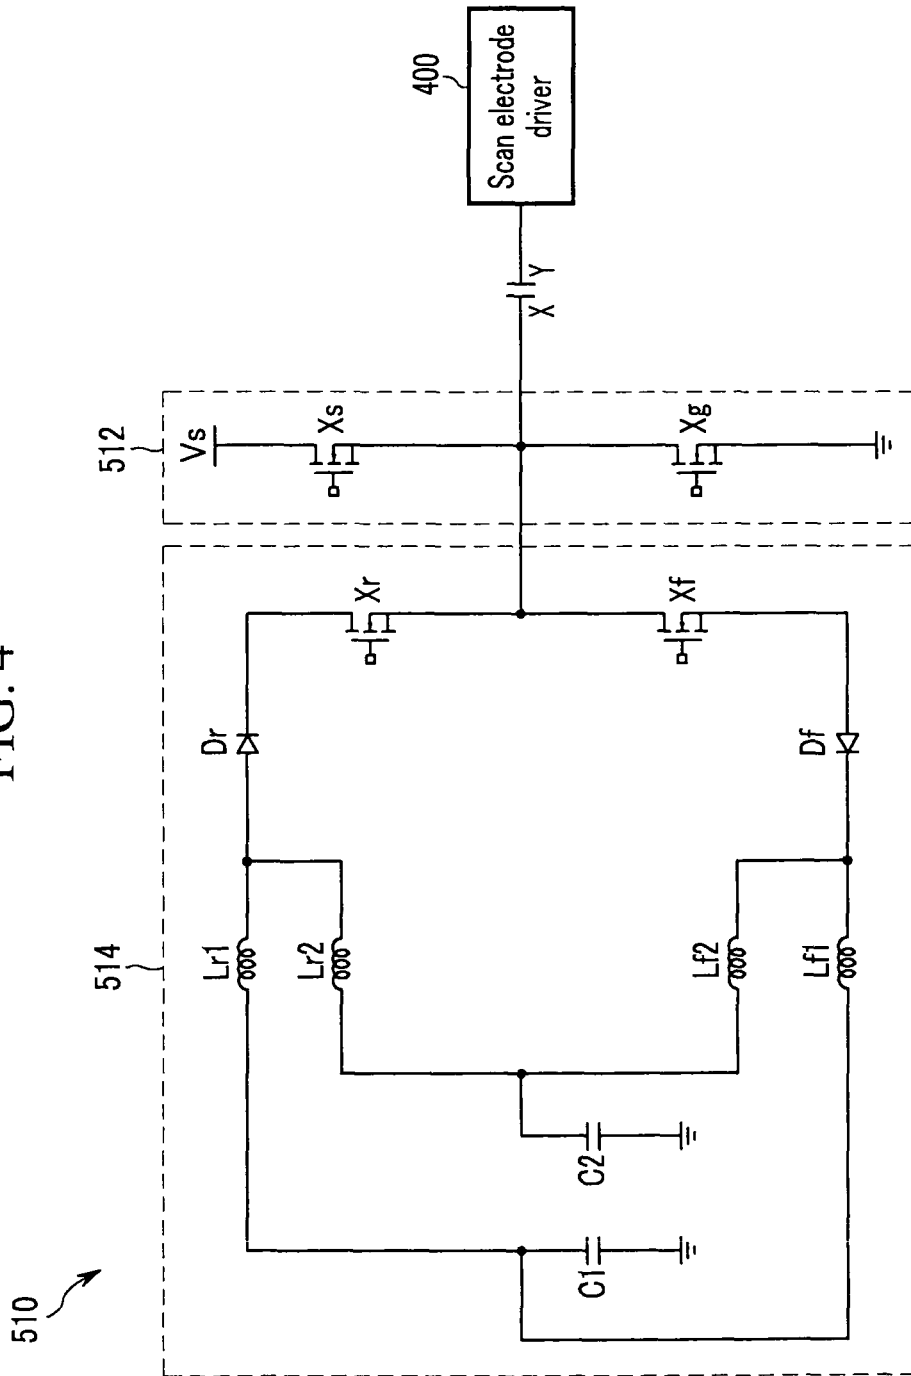 FIG. 4
510
514
512
400
Scan electrode
driver
Vs
Xs
Xg
X
Y
Xr
Xf
Dr
Df
Lr1
Lr2
Lf2
Lf1
C2
C1